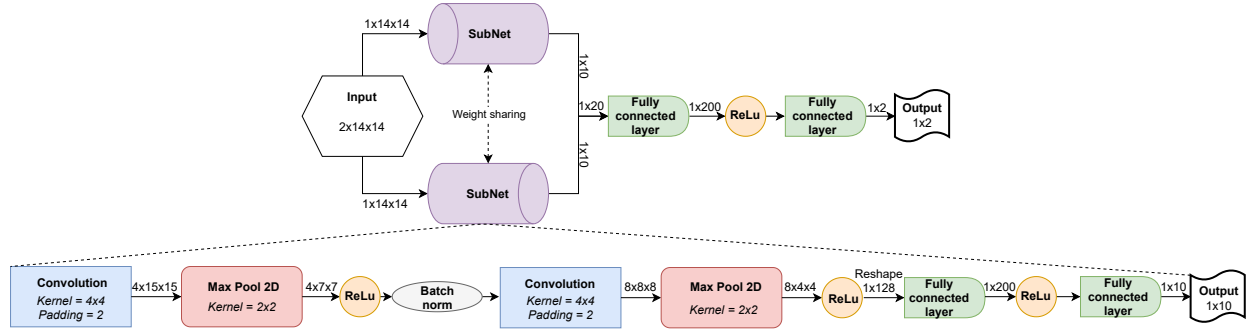 1x14x14
SubNet
1x10
Input
2x14x14
Weight sharing
1x20
Fully
connected
layer
1x200
ReLu
Fully
connected
layer
1x2
Output
1x2
1x10
SubNet
1x14x14
Convolution
Kernel = 4x4
Padding = 2
4x15x15
Max Pool 2D
Kernel = 2x2
4x7x7
ReLu
Batch
norm
Convolution
Kernel = 4x4
Padding = 2
8x8x8
Max Pool 2D
Kernel = 2x2
8x4x4
ReLu
Reshape
1x128
Fully
connected
layer
1x200
ReLu
Fully
connected
layer
1x10
Output
1x10